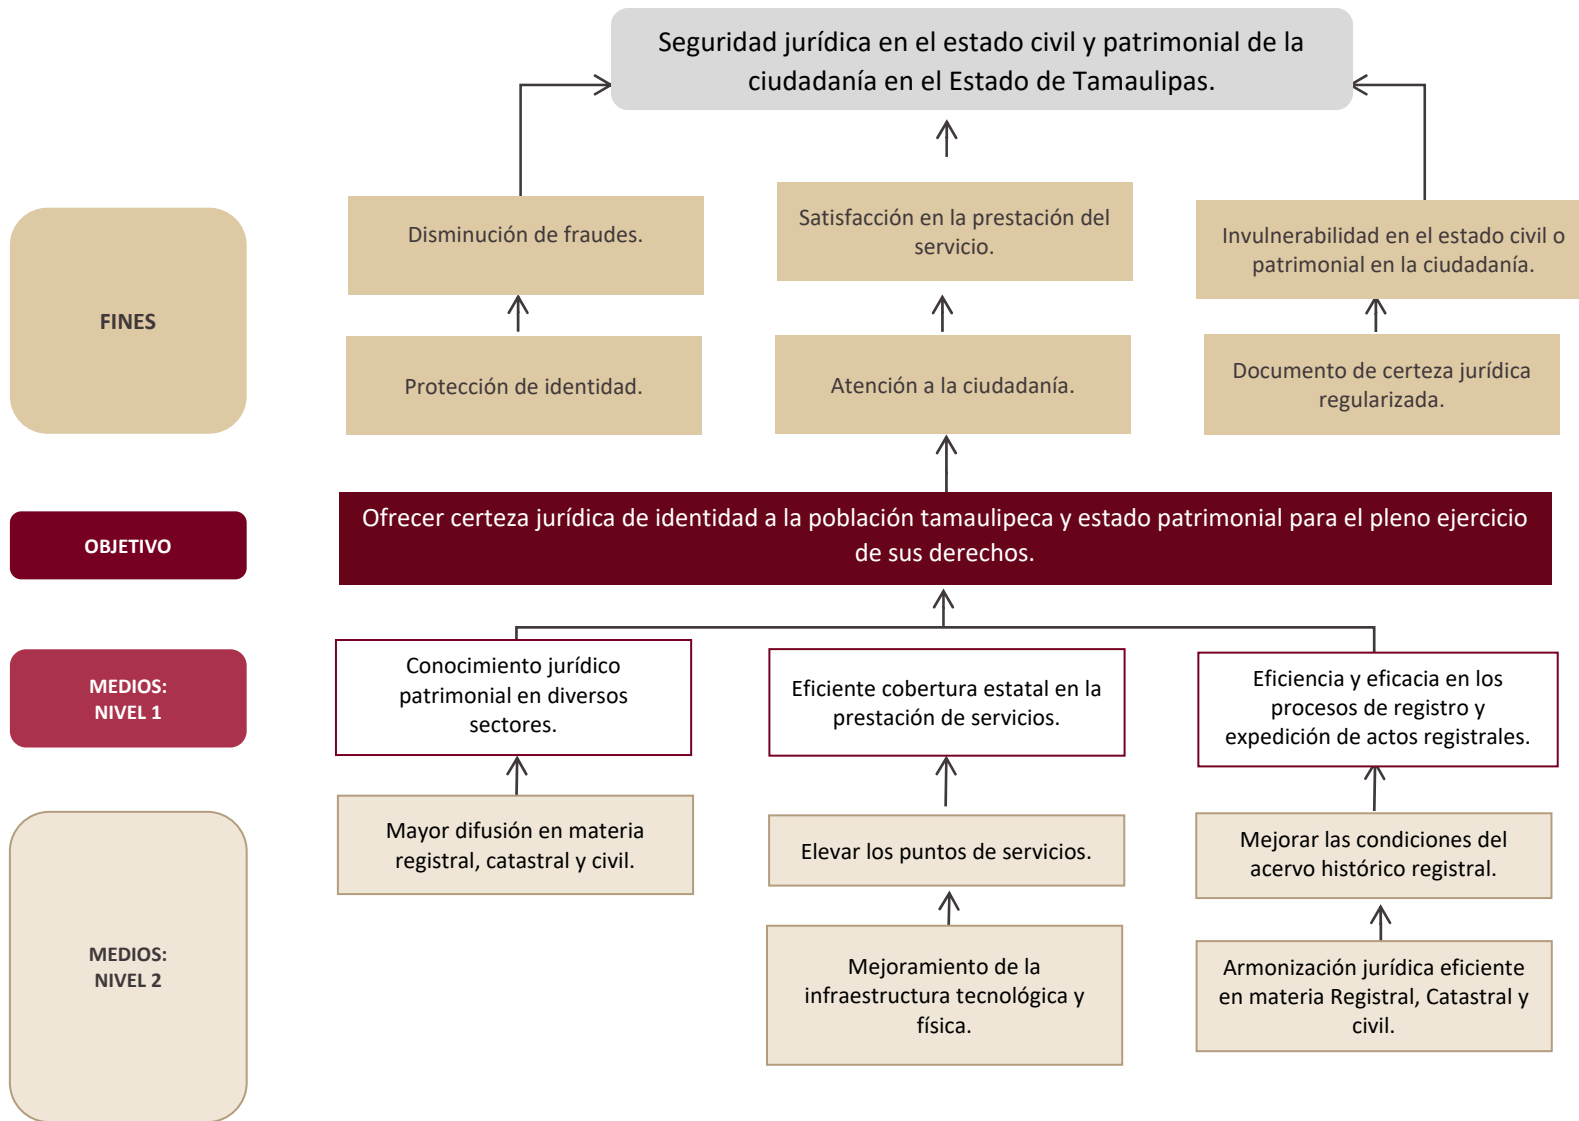 Seguridad jurídica en el estado civil y patrimonial de la
ciudadanía en el Estado de Tamaulipas.
FINES
Disminución de fraudes.
Satisfacción en la prestación del
servicio.
Invulnerabilidad en el estado civil o
patrimonial en la ciudadanía.
Protección de identidad.
Atención a la ciudadanía.
Documento de certeza jurídica
regularizada.
OBJETIVO
Ofrecer certeza jurídica de identidad a la población tamaulipeca y estado patrimonial para el pleno ejercicio
de sus derechos.
MEDIOS:
NIVEL 1
Conocimiento jurídico
patrimonial en diversos
sectores.
Eficiente cobertura estatal en la
prestación de servicios.
Eficiencia y eficacia en los
procesos de registro y
expedición de actos registrales.
MEDIOS:
NIVEL 2
Mayor difusión en materia
registral, catastral y civil.
Elevar los puntos de servicios.
Mejorar las condiciones del
acervo histórico registral.
Mejoramiento de la
infraestructura tecnológica y
física.
Armonización jurídica eficiente
en materia Registral, Catastral y
civil.